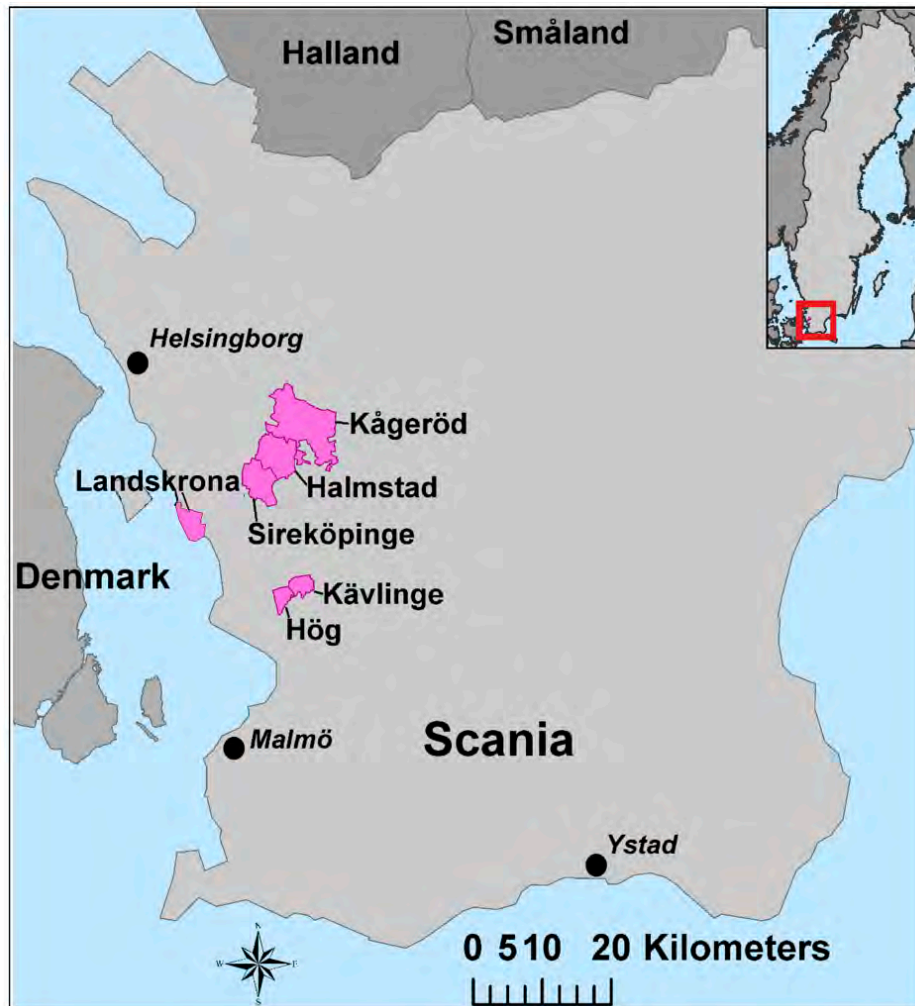 Halland
Småland
Helsingborg
Kågeröd
Landskrona
Halmstad
Sireköpinge
Denmark
Kävlinge
Hög
Malmö
Scania
Ystad
N
W
S
0 5 10 20 Kilometers